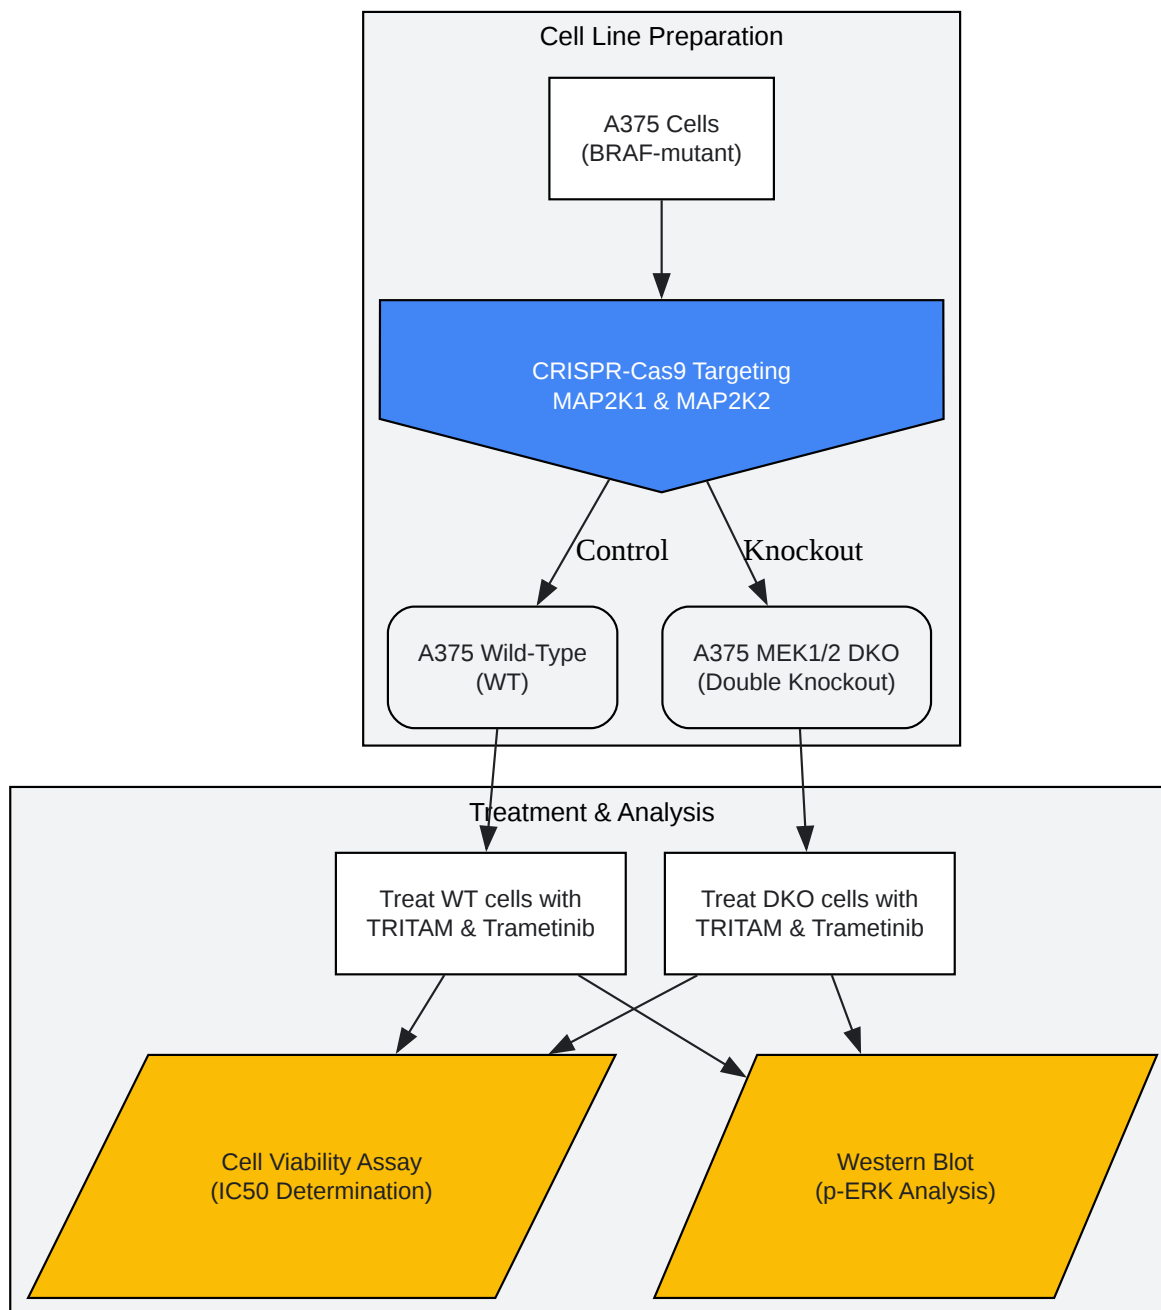 Cell Line Preparation
A375 Cells
(BRAF-mutant)
CRISPR-Cas9 Targeting
MAP2K1 & MAP2K2
Control
Knockout
A375 Wild-Type
(WT)
A375 MEK1/2 DKO
(Double Knockout)
Treatment & Analysis
Treat WT cells with
TRITAM & Trametinib
Treat DKO cells with
TRITAM & Trametinib
Cell Viability Assay
(IC50 Determination)
Western Blot
(p-ERK Analysis)